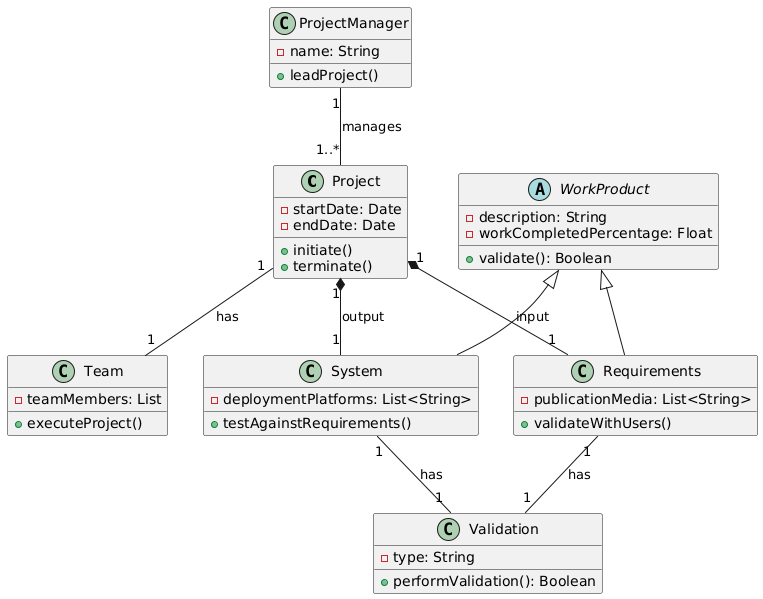 C ProjectManager
name: String
leadProject()
1
manages
1..*
C Project
startDate: Date
endDate: Date
initiate()
terminate()
A WorkProduct
description: String
workCompletedPercentage: Float
validate(): Boolean
1
has
1
1
output
1
1
input
1
C Team
teamMembers: List
executeProject()
C System
deploymentPlatforms: List<String>
testAgainstRequirements()
C Requirements
publicationMedia: List<String>
validateWithUsers()
1
has
1
1
has
1
C Validation
type: String
performValidation(): Boolean